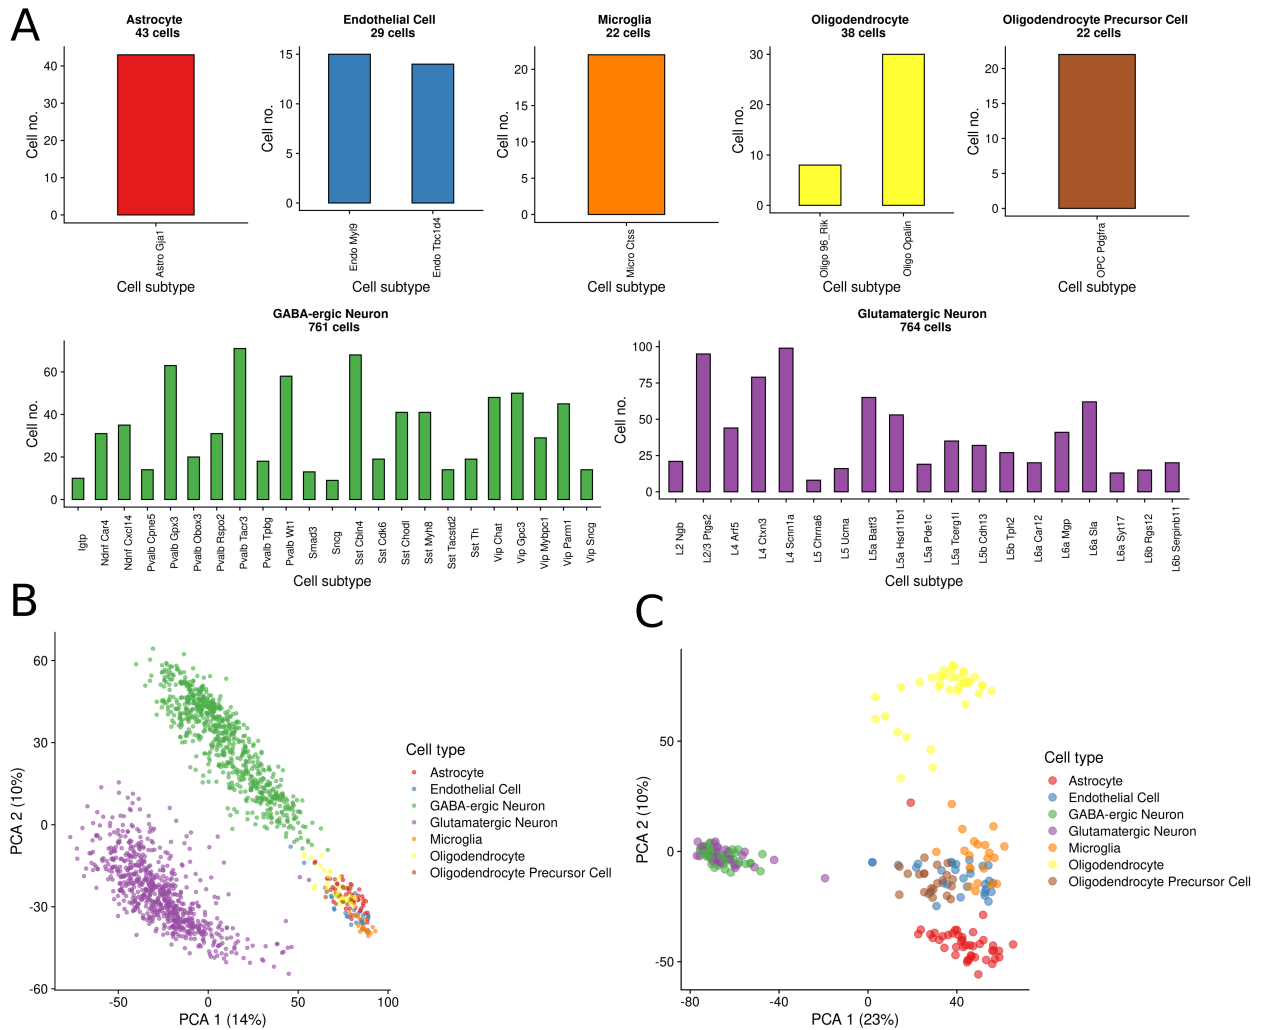 A
Astrocyte
43 cells
Cell no.
40
30
20
10
0
Astro Gja1
Cell subtype
Endothelial Cell
29 cells
Cell no.
15
10
5
0
Endo Myl9
Endo Tbc1d4
Cell subtype
Microglia
22 cells
Cell no.
20
15
10
5
0
Micro Ctss
Cell subtype
Oligodendrocyte
38 cells
Cell no.
30
20
10
0
Oligo 96_Rik
Oligo Opalin
Cell subtype
Oligodendrocyte Precursor Cell
22 cells
Cell no.
20
15
10
5
0
OPC Pdgfra
Cell subtype
GABA-ergic Neuron
761 cells
Cell no.
60
40
20
0
Igtp
Ndnf Car4
Ndnf Cxcl14
Pvalb Cpne5
Pvalb Gpx3
Pvalb Obox3
Pvalb Rspo2
Pvalb Tacr3
Pvalb Tpbg
Pvalb Wt1
Smad3
Sncg
Sst Cbln4
Sst Cdk6
Sst Chodl
Sst Myh8
Sst Tacstd2
Sst Th
Vip Chat
Vip Gpc3
Vip Mybpc1
Vip Parm1
Vip Sncg
Cell subtype
Glutamatergic Neuron
764 cells
Cell no.
100
75
50
25
0
L2 Ngb
L2/3 Ptgs2
L4 Arf5
L4 Ctxn3
L4 Scnn1a
L5 Chrna6
L5 Ucma
L5a Batf3
L5a Hsd11b1
L5a Pde1c
L5a Tcerg1l
L5b Cdh13
L5b Tph2
L6a Car12
L6a Mgp
L6a Sla
L6a Syt17
L6b Rgs12
L6b Serpinb11
Cell subtype
B
PCA 2 (10%)
60
30
0
-30
-60
-50
0
50
100
PCA 1 (14%)
Cell type
Astrocyte
Endothelial Cell
GABA-ergic Neuron
Glutamatergic Neuron
Microglia
Oligodendrocyte
Oligodendrocyte Precursor Cell
C
PCA 2 (10%)
50
0
-50
-80
-40
0
40
PCA 1 (23%)
Cell type
Astrocyte
Endothelial Cell
GABA-ergic Neuron
Glutamatergic Neuron
Microglia
Oligodendrocyte
Oligodendrocyte Precursor Cell